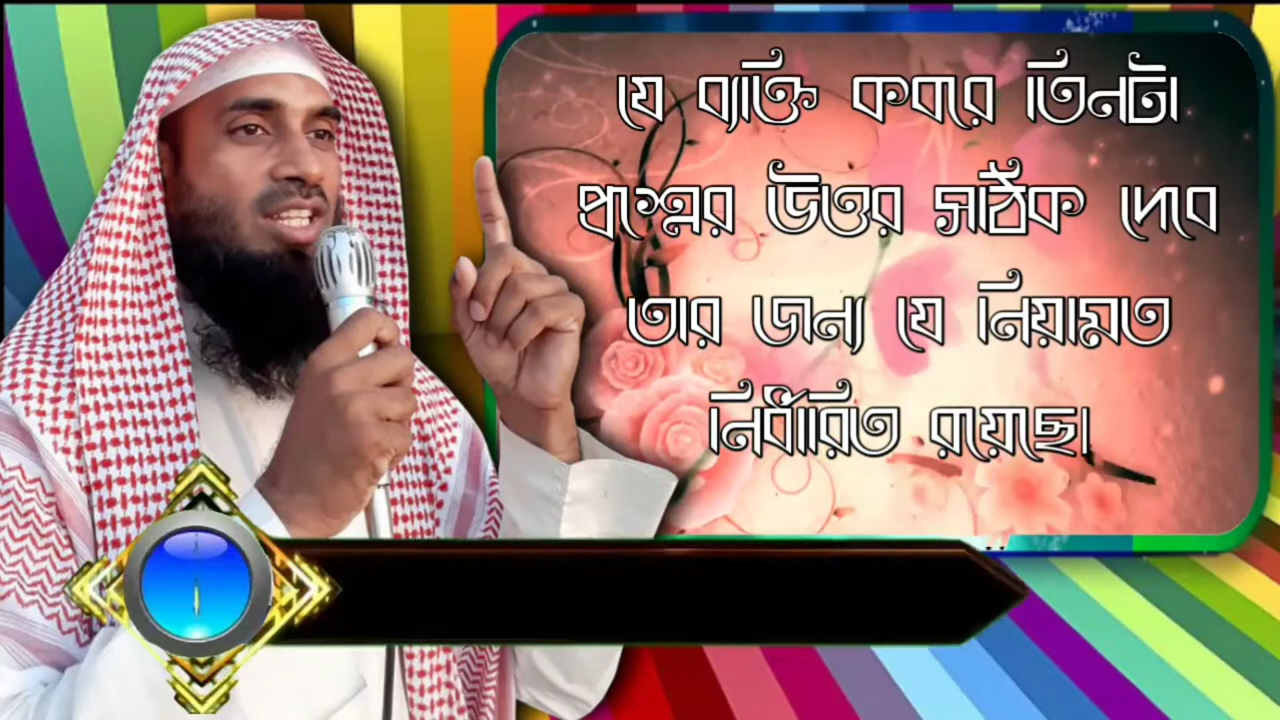 যে ব্যক্তি কবরে তিনটা
প্রশ্নের উত্তর সঠিক দেবে
তার জন্য যে নিয়ামত
নির্ধারিত রয়েছে।